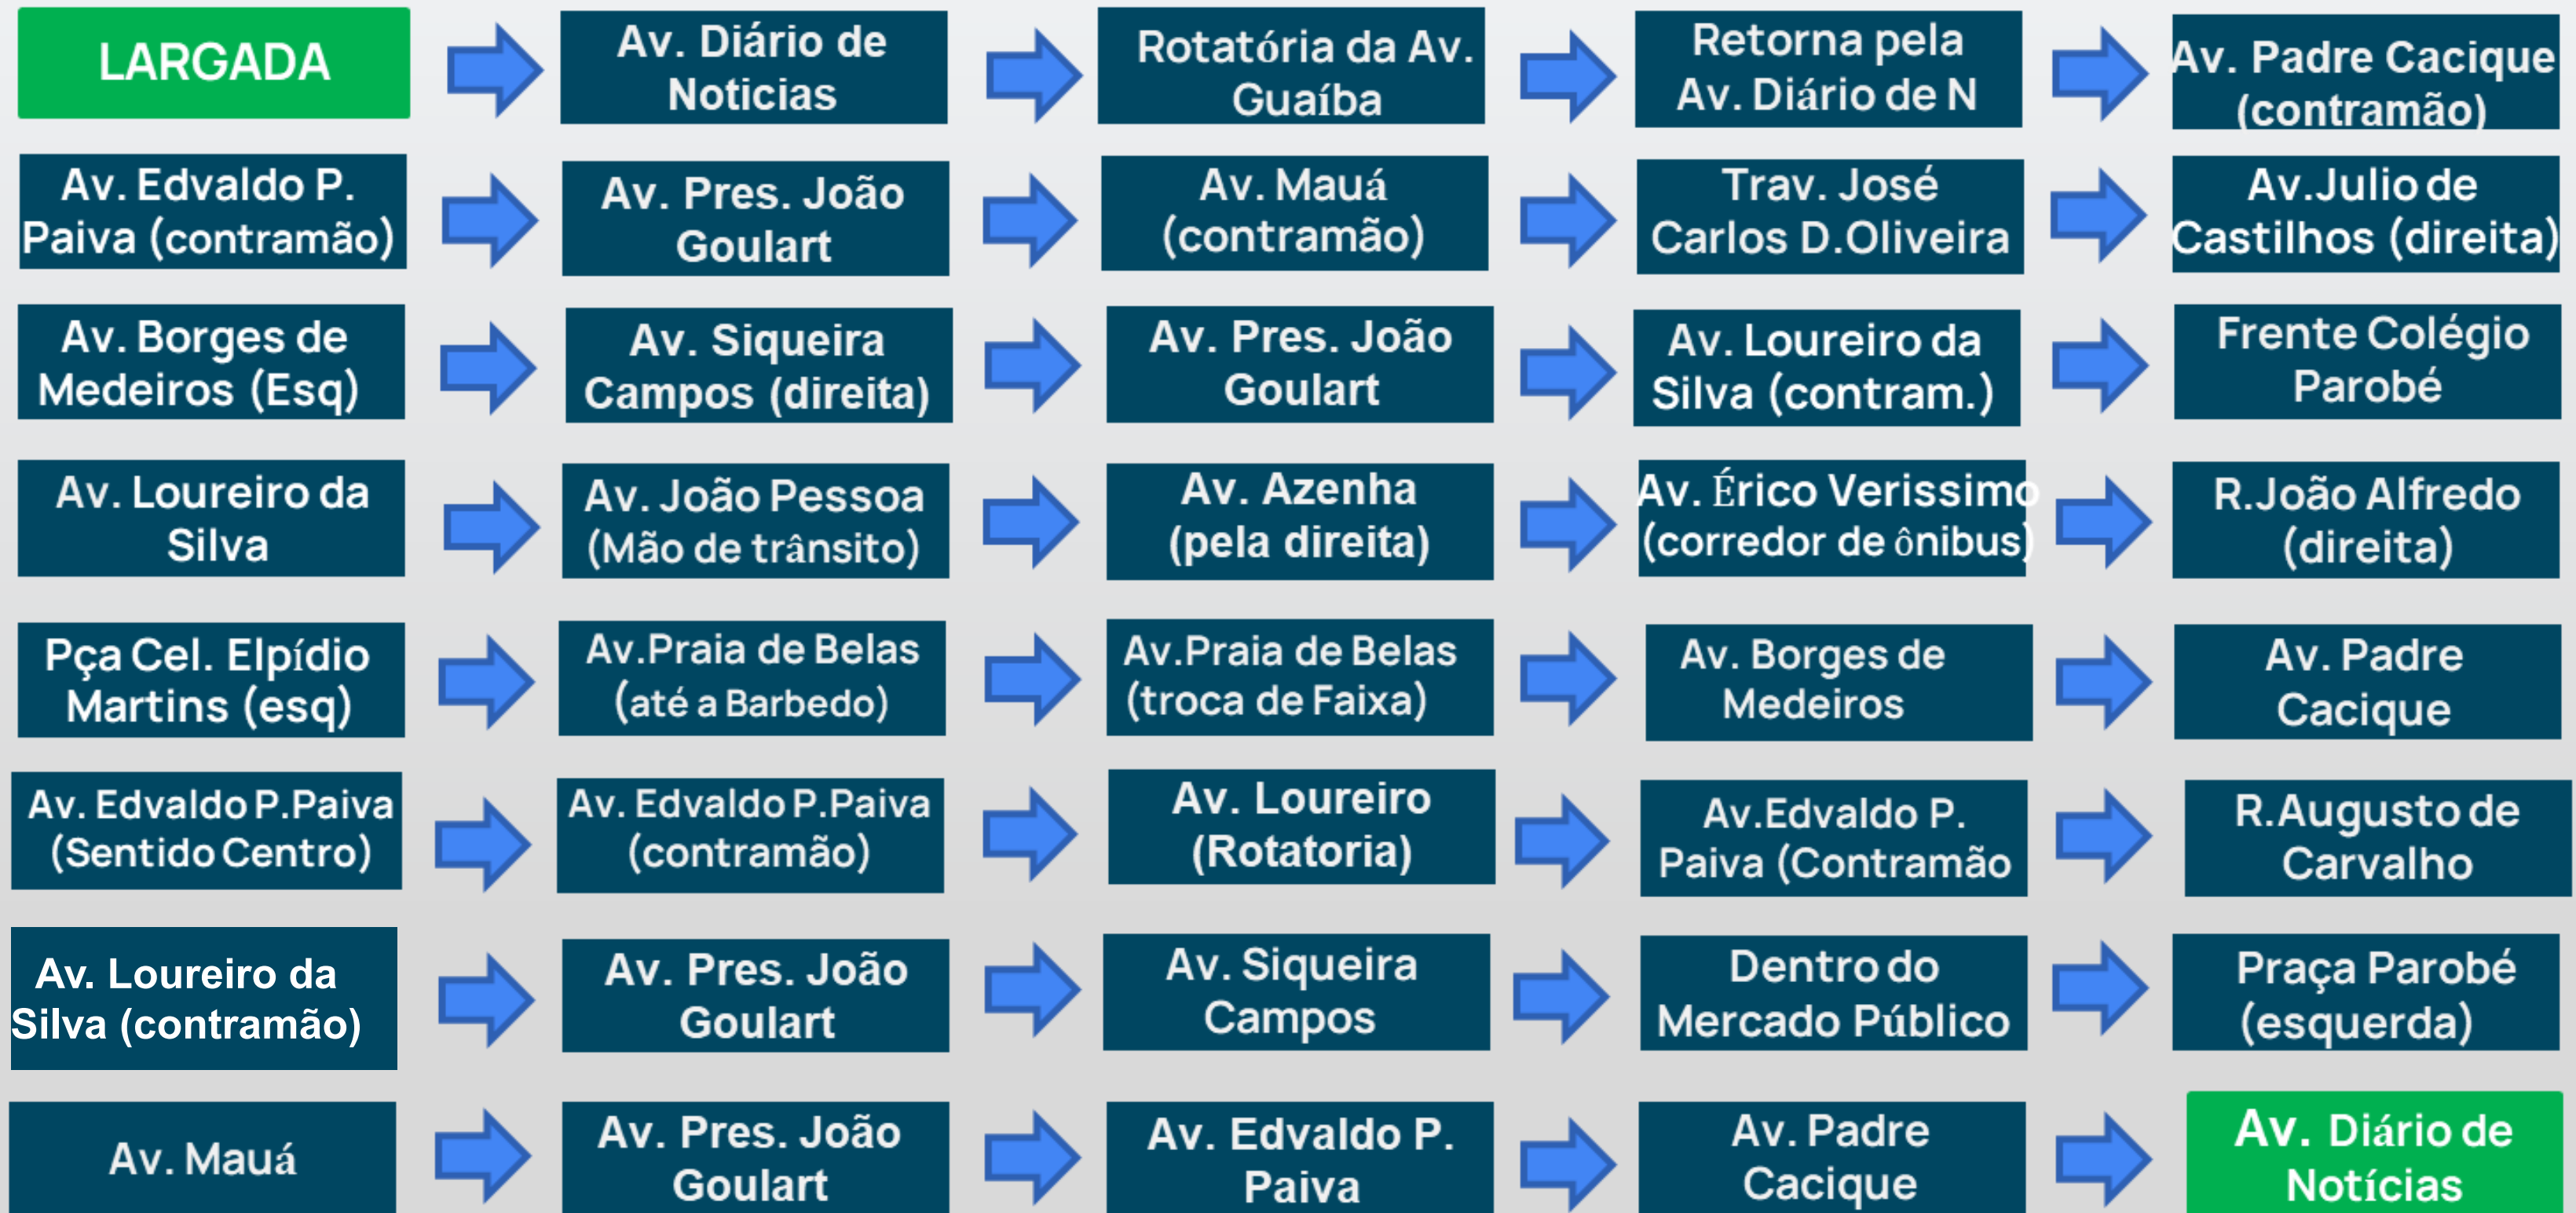 LARGADA
Av. Diário de
Noticias
Rotatória da Av.
Guaíba
Retorna pela
Av. Diário de N
Av. Padre Cacique
(contramão)
Av. Edvaldo P.
Paiva (contramão)
Av. Pres. João
Goulart
Av. Mauá
(contramão)
Trav. José
Carlos D.Oliveira
Av.Julio de
Castilhos (direita)
Av. Borges de
Medeiros (Esq)
Av. Siqueira
Campos (direita)
Av. Pres. João
Goulart
Av. Loureiro da
Silva (contram.)
Frente Colégio
Parobé
Av. Loureiro da
Silva
Av. João Pessoa
(Mão de trânsito)
Av. Azenha
(pela direita)
Av. Érico Verissimo
(corredor de ônibus)
R.João Alfredo
(direita)
Pça Cel. Elpídio
Martins (esq)
Av.Praia de Belas
(até a Barbedo)
Av.Praia de Belas
(troca de Faixa)
Av. Borges de
Medeiros
Av. Padre
Cacique
Av. Edvaldo P.Paiva
(Sentido Centro)
Av. Edvaldo P.Paiva
(contramão)
Av. Loureiro
(Rotatoria)
Av.Edvaldo P.
Paiva (Contramão
R.Augusto de
Carvalho
Av. Loureiro da
Silva (contramão)
Av. Pres. João
Goulart
Av. Siqueira
Campos
Dentro do
Mercado Público
Praça Parobé
(esquerda)
Av. Mauá
Av. Pres. João
Goulart
Av. Edvaldo P.
Paiva
Av. Padre
Cacique
Av. Diário de
Notícias